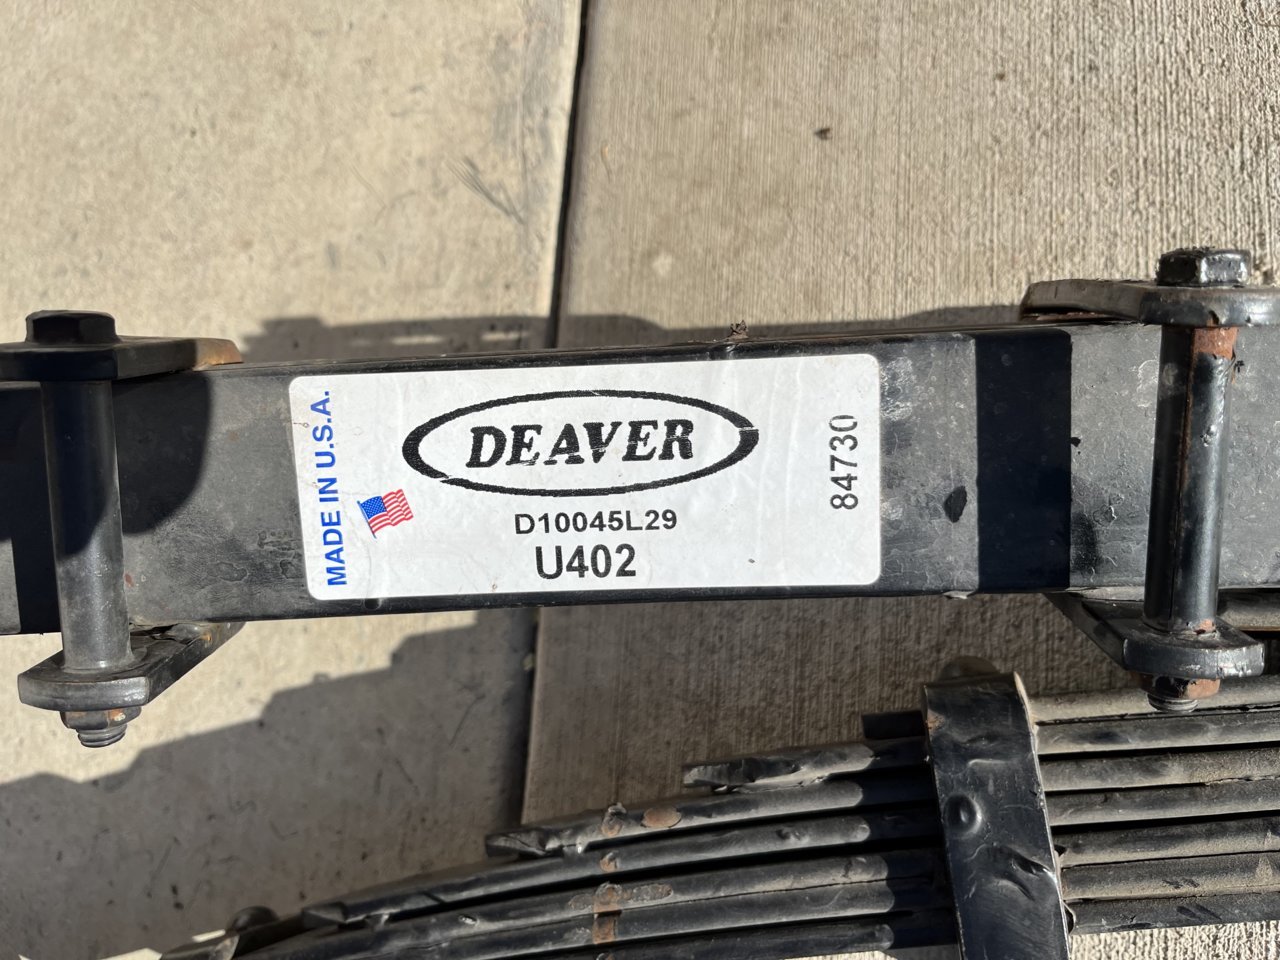 MADE IN U.S.A.
DEAVER
D10045L29
U402
84730